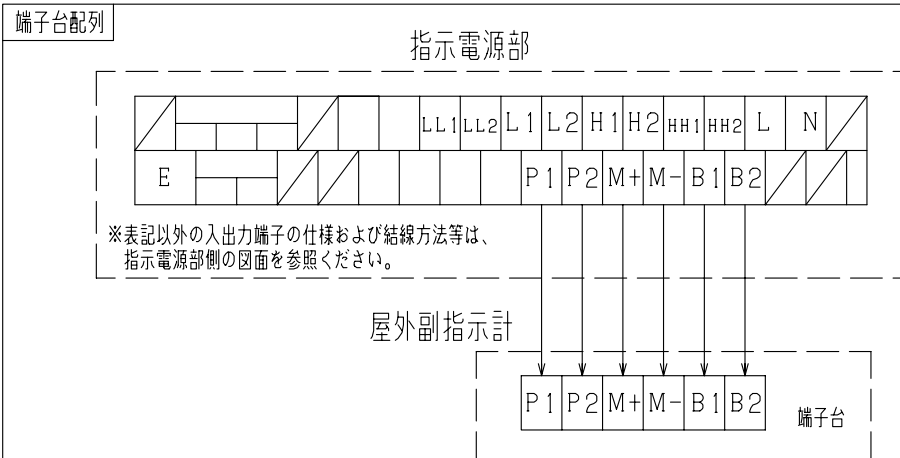 端子台配列
指示電源部
LL1 LL2 L1 L2 H1 H2 HH1 HH2 L N
E P1 P2 M+ M- B1 B2
※表記以外の入出力端子の仕様および結線方法等は、
指示電源部側の図面を参照ください。
屋外副指示計
P1 P2 M+ M- B1 B2
端子台